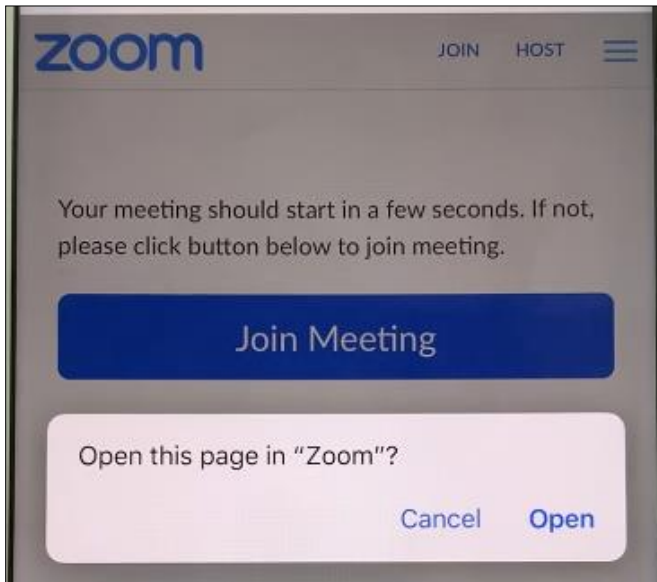 zoom JOIN HOST
Your meeting should start in a few seconds. If not,
please click button below to join meeting.
Join Meeting
Open this page in “Zoom”?
Cancel Open